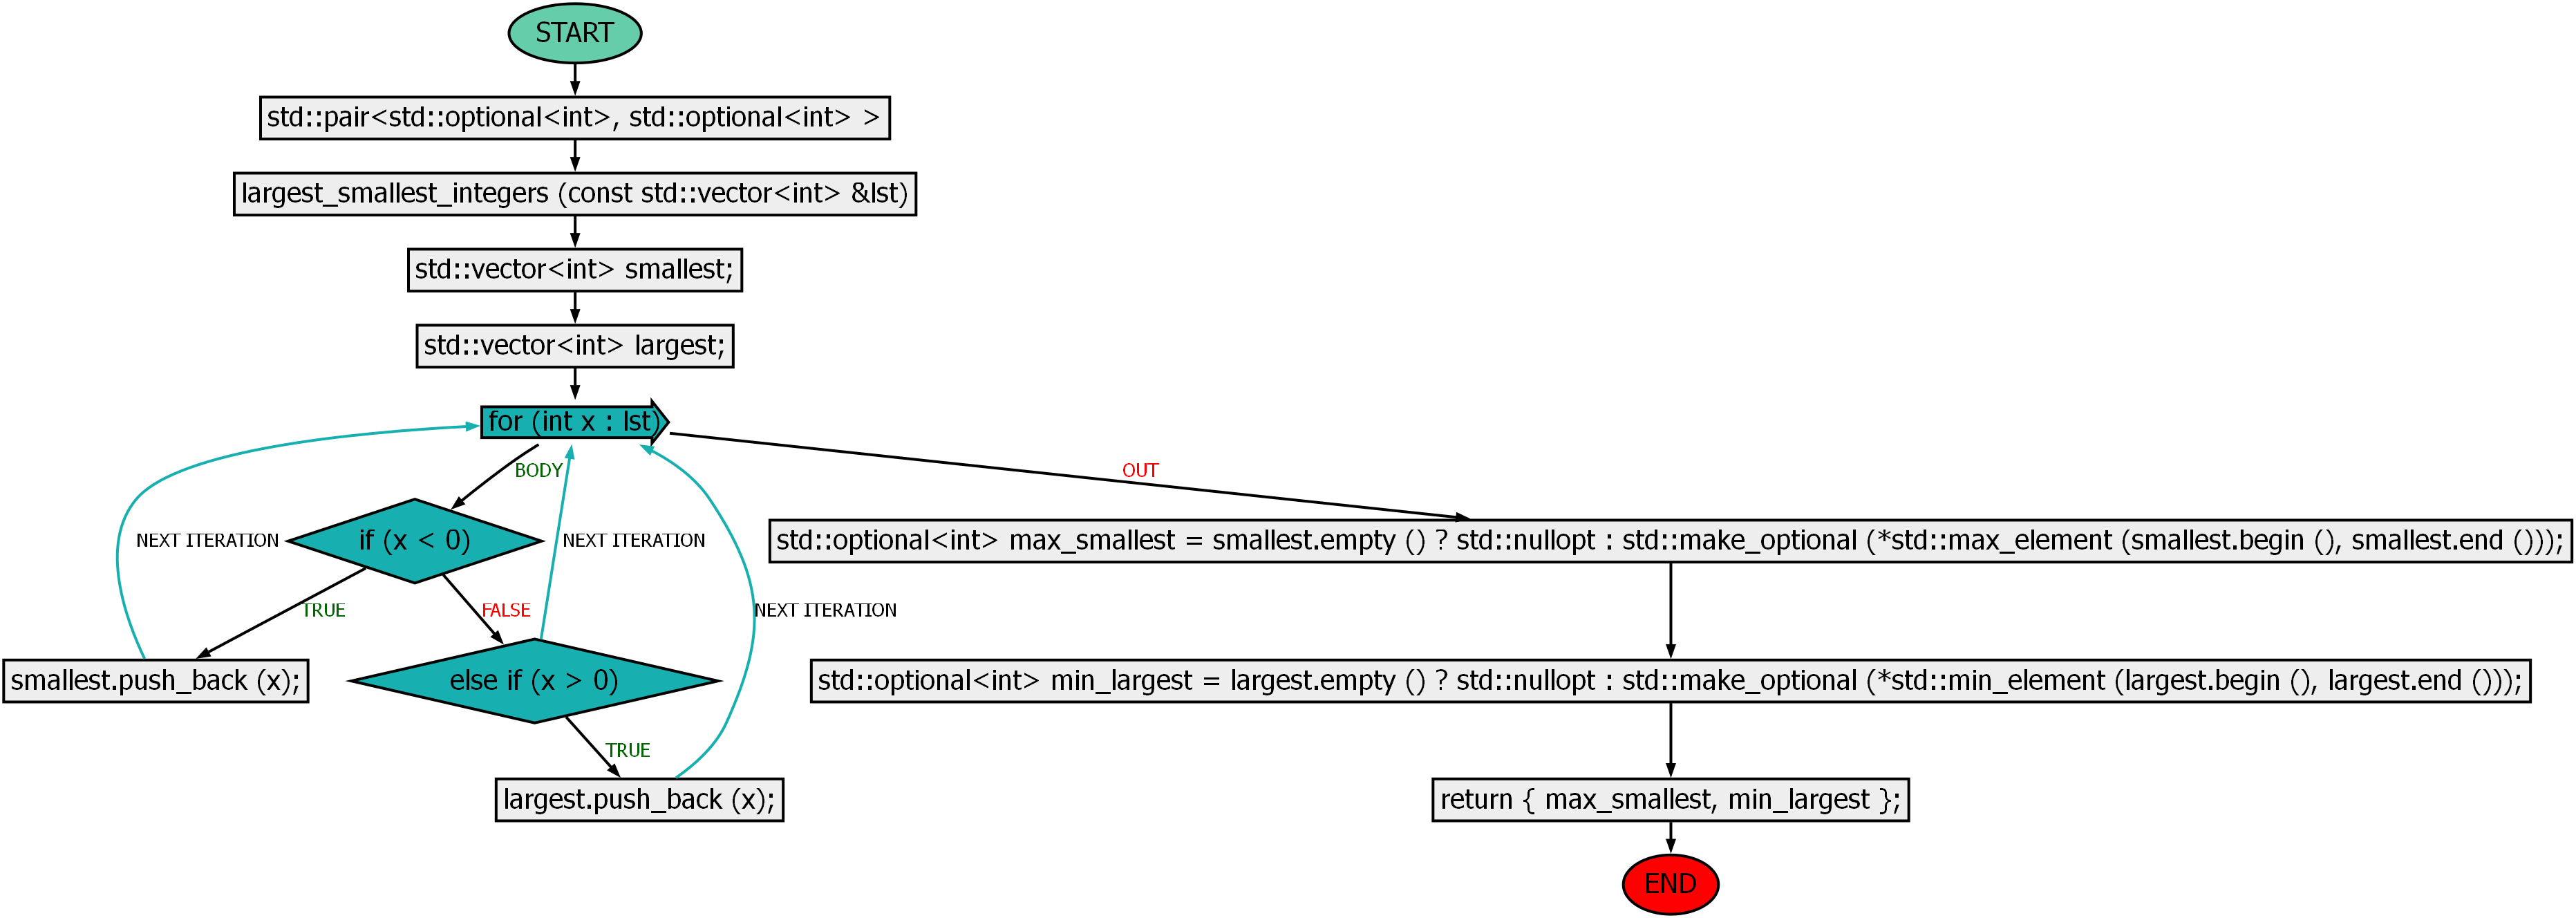 START
std::pair<std::optional<int>, std::optional<int> >
largest_smallest_integers (const std::vector<int> &lst)
std::vector<int> smallest;
std::vector<int> largest;
for (int x : lst)
BODY
OUT
NEXT ITERATION
if (x < 0)
NEXT ITERATION
std::optional<int> max_smallest = smallest.empty () ? std::nullopt : std::make_optional (*std::max_element (smallest.begin (), smallest.end ()));
TRUE
FALSE
NEXT ITERATION
smallest.push_back (x);
else if (x > 0)
std::optional<int> min_largest = largest.empty () ? std::nullopt : std::make_optional (*std::min_element (largest.begin (), largest.end ()));
TRUE
largest.push_back (x);
return { max_smallest, min_largest };
END